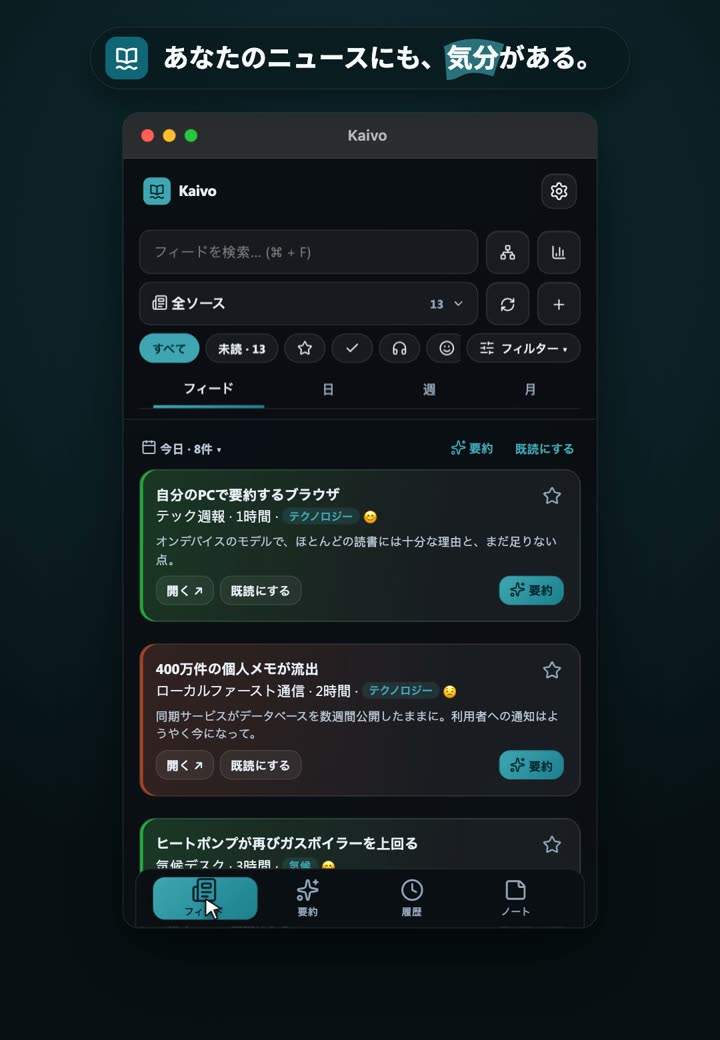 あなたのニュースにも、気分がある。
Kaivo
Kaivo
フィードを検索... (⌘ + F)
全ソース 13
すべて 未読・13 フィルター
フィード 日 週 月
今日・8件 要約 既読にする
自分のPCで要約するブラウザ
テック週報・1時間・テクノロジー
オンデバイスのモデルで、ほとんどの読書には十分な理由と、まだ足りない
点。
開く 既読にする 要約
400万件の個人メモが流出
ローカルファースト通信・2時間・テクノロジー
同期サービスがデータベースを数週間公開したままに。利用者への通知はよ
うやく今になって。
開く 既読にする 要約
ヒートポンプが再びガスボイラーを上回る
気候デスク・3時間・気候
要約 履歴 ノート